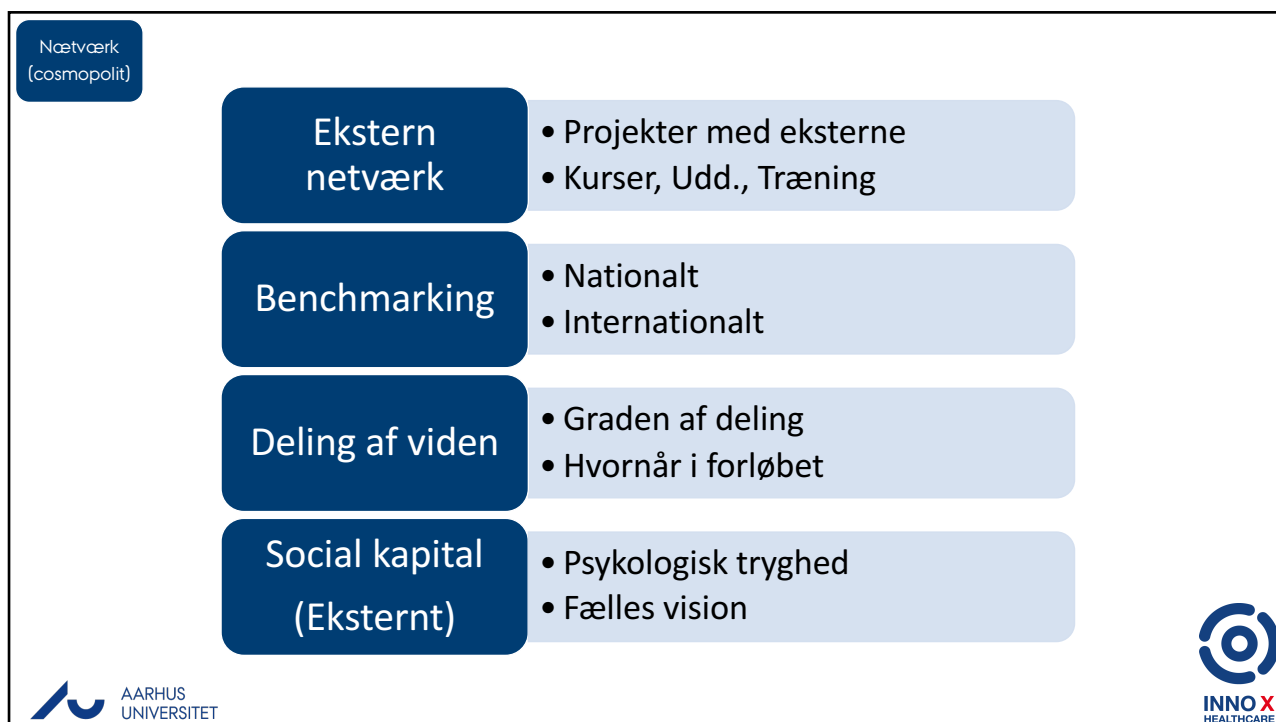 Nætværk
(cosmopolit)
Ekstern
netværk
• Projekter med eksterne
• Kurser, Udd., Træning
Benchmarking
• Nationalt
• Internationalt
Deling af viden
• Graden af deling
• Hvornår i forløbet
Social kapital
(Eksternt)
• Psykologisk tryghed
• Fælles vision
AARHUS
UNIVERSITET
INNO X
HEALTHCARE